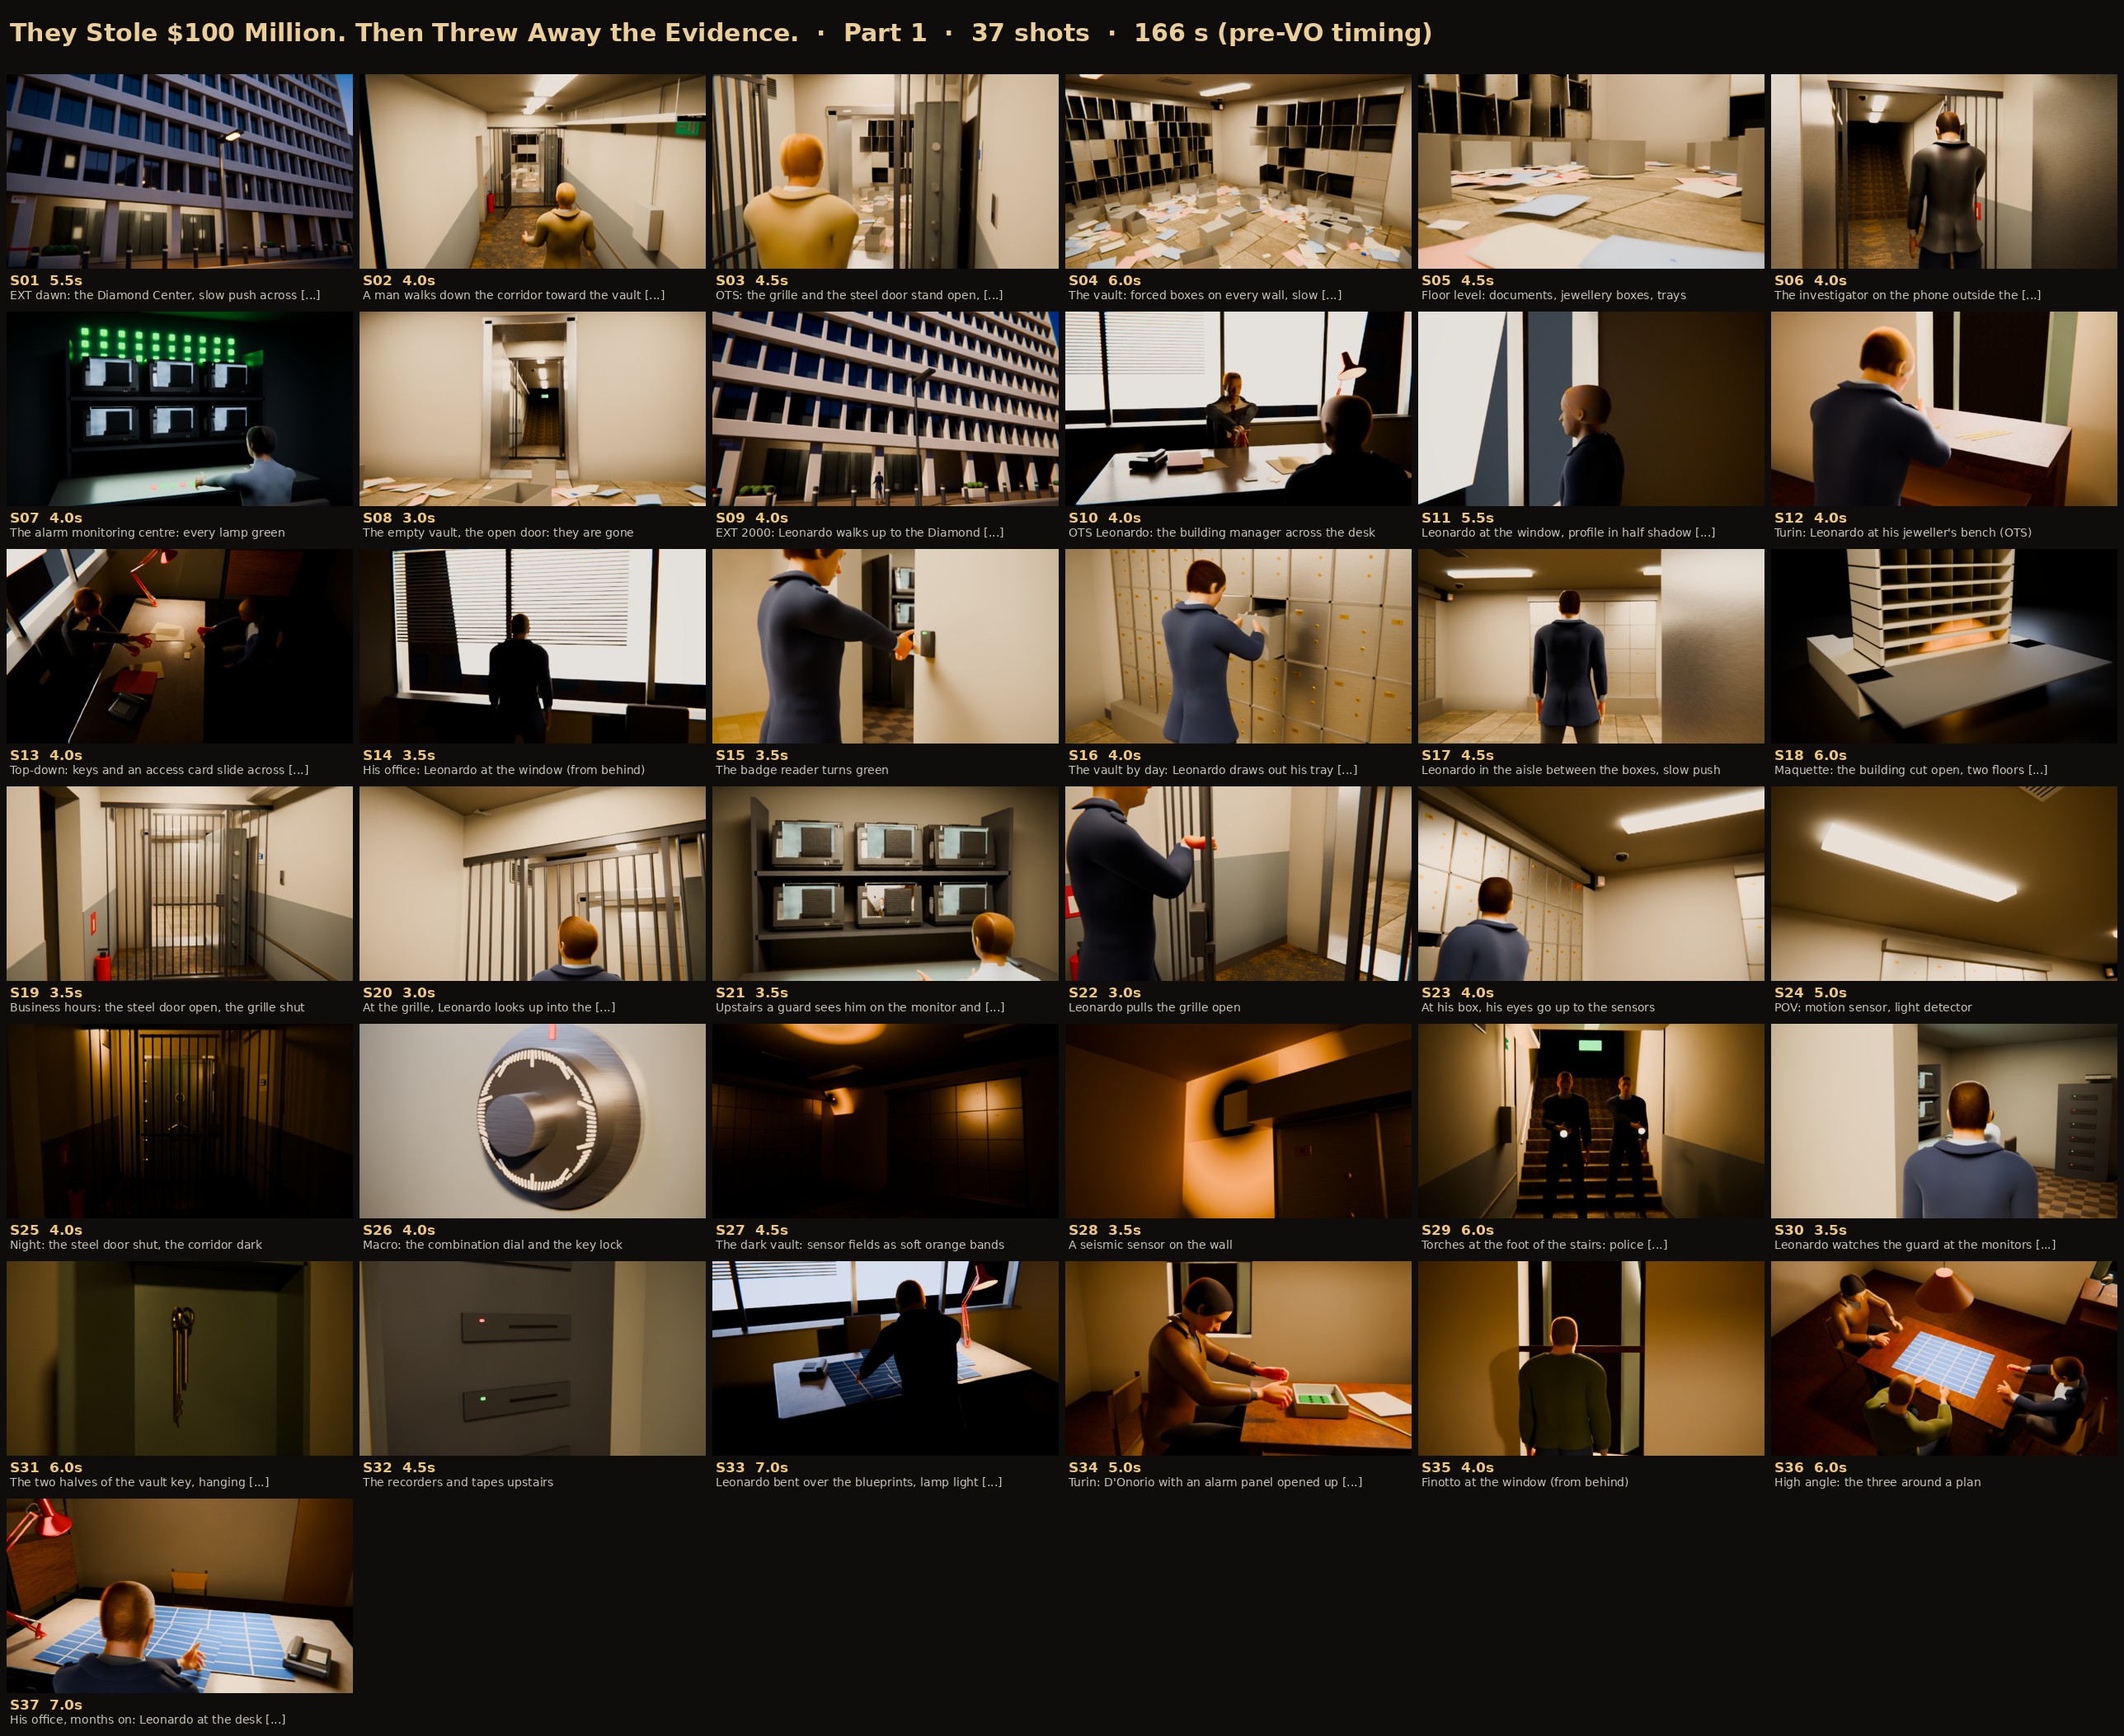 They Stole $100 Million. Then Threw Away the Evidence. · Part 1 · 37 shots · 166 s (pre-VO timing)
S01 5.5s
EXT dawn: the Diamond Center, slow push across [...]
S02 4.0s
A man walks down the corridor toward the vault [...]
S03 4.5s
OTS: the grille and the steel door stand open, [...]
S04 6.0s
The vault: forced boxes on every wall, slow [...]
S05 4.5s
Floor level: documents, jewellery boxes, trays
S06 4.0s
The investigator on the phone outside the [...]
S07 4.0s
The alarm monitoring centre: every lamp green
S08 3.0s
The empty vault, the open door: they are gone
S09 4.0s
EXT 2000: Leonardo walks up to the Diamond [...]
S10 4.0s
OTS Leonardo: the building manager across the desk
S11 5.5s
Leonardo at the window, profile in half shadow [...]
S12 4.0s
Turin: Leonardo at his jeweller's bench (OTS)
S13 4.0s
Top-down: keys and an access card slide across [...]
S14 3.5s
His office: Leonardo at the window (from behind)
S15 3.5s
The badge reader turns green
S16 4.0s
The vault by day: Leonardo draws out his tray [...]
S17 4.5s
Leonardo in the aisle between the boxes, slow push
S18 6.0s
Maquette: the building cut open, two floors [...]
S19 3.5s
Business hours: the steel door open, the grille shut
S20 3.0s
At the grille, Leonardo looks up into the [...]
S21 3.5s
Upstairs a guard sees him on the monitor and [...]
S22 3.0s
Leonardo pulls the grille open
S23 4.0s
At his box, his eyes go up to the sensors
S24 5.0s
POV: motion sensor, light detector
S25 4.0s
Night: the steel door shut, the corridor dark
S26 4.0s
Macro: the combination dial and the key lock
S27 4.5s
The dark vault: sensor fields as soft orange bands
S28 3.5s
A seismic sensor on the wall
S29 6.0s
Torches at the foot of the stairs: police [...]
S30 3.5s
Leonardo watches the guard at the monitors [...]
S31 6.0s
The two halves of the vault key, hanging [...]
S32 4.5s
The recorders and tapes upstairs
S33 7.0s
Leonardo bent over the blueprints, lamp light [...]
S34 5.0s
Turin: D'Onorio with an alarm panel opened up [...]
S35 4.0s
Finotto at the window (from behind)
S36 6.0s
High angle: the three around a plan
S37 7.0s
His office, months on: Leonardo at the desk [...]